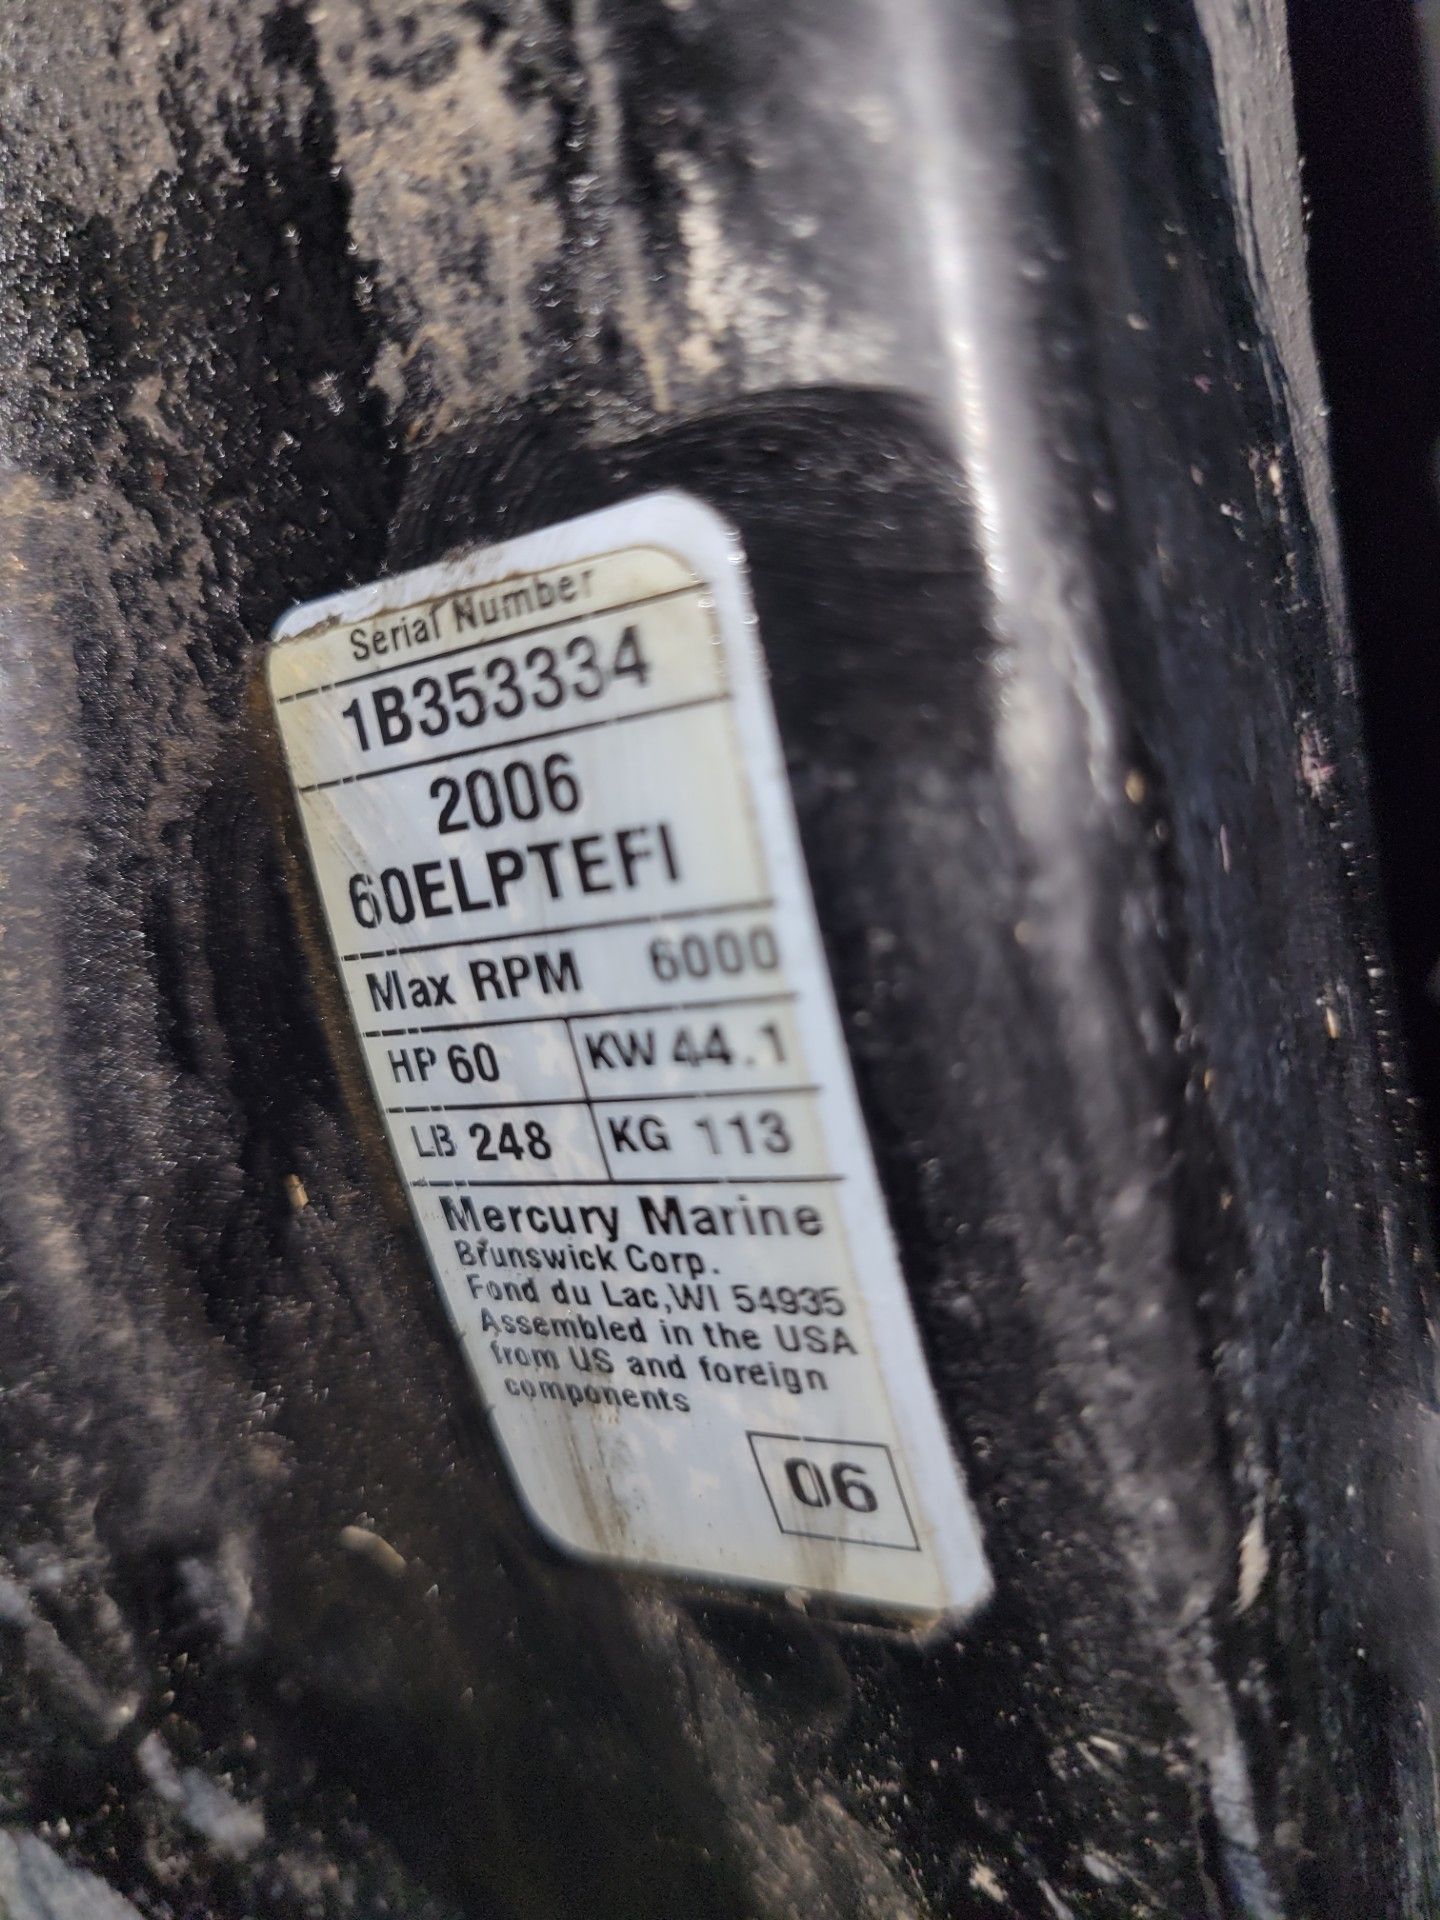 Serial Number
1B353334
2006
60ELPTEFI
Max RPM 6000
HP 60 KW 44.1
LB 248 KG 113
Mercury Marine
Brunswick Corp.
Fond du Lac,WI 54935
Assembled in the USA
from US and foreign
components
06